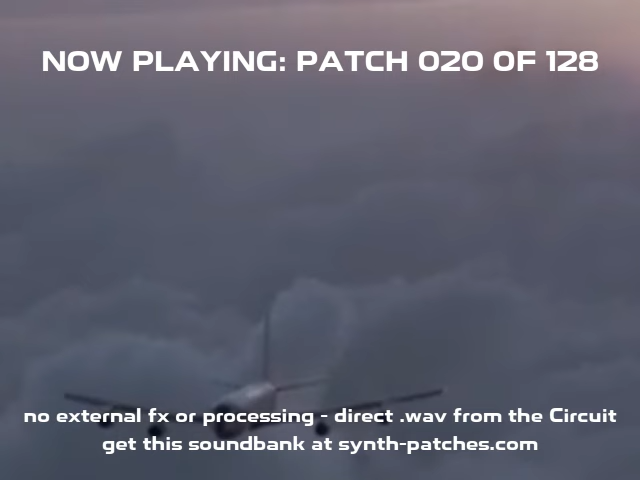 NOW PLAYING: PATCH 020 OF 128
no external fx or processing - direct .wav from the Circuit
get this soundbank at synth-patches.com